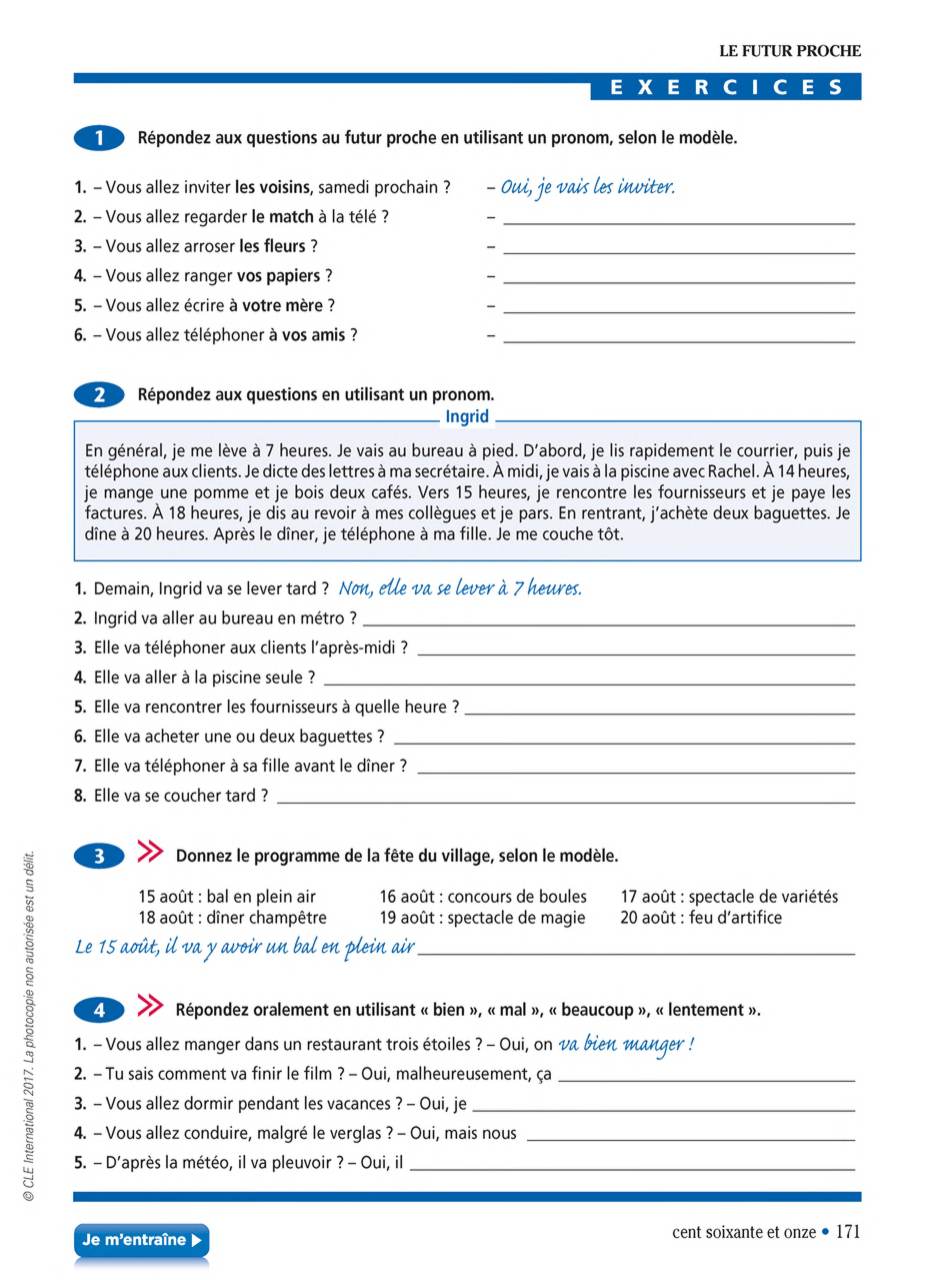 LE FUTUR PROCHE
EXERCICES
1 Répondez aux questions au futur proche en utilisant un pronom, selon le modèle.
1. – Vous allez inviter les voisins, samedi prochain ? – Oui, je vais les inviter.
2. – Vous allez regarder le match à la télé ? –
3. – Vous allez arroser les fleurs ? –
4. – Vous allez ranger vos papiers ? –
5. – Vous allez écrire à votre mère ? –
6. – Vous allez téléphoner à vos amis ? –
2 Répondez aux questions en utilisant un pronom.
Ingrid
En général, je me lève à 7 heures. Je vais au bureau à pied. D’abord, je lis rapidement le courrier, puis je
téléphone aux clients. Je dicte des lettres à ma secrétaire. À midi, je vais à la piscine avec Rachel. À 14 heures,
je mange une pomme et je bois deux cafés. Vers 15 heures, je rencontre les fournisseurs et je paye les
factures. À 18 heures, je dis au revoir à mes collègues et je pars. En rentrant, j’achète deux baguettes. Je
dîne à 20 heures. Après le dîner, je téléphone à ma fille. Je me couche tôt.
1. Demain, Ingrid va se lever tard ? Non, elle va se lever à 7 heures.
2. Ingrid va aller au bureau en métro ?
3. Elle va téléphoner aux clients l’après-midi ?
4. Elle va aller à la piscine seule ?
5. Elle va rencontrer les fournisseurs à quelle heure ?
6. Elle va acheter une ou deux baguettes ?
7. Elle va téléphoner à sa fille avant le dîner ?
8. Elle va se coucher tard ?
3 Donnez le programme de la fête du village, selon le modèle.
15 août : bal en plein air 16 août : concours de boules 17 août : spectacle de variétés
18 août : dîner champêtre 19 août : spectacle de magie 20 août : feu d’artifice
Le 15 août, il va y avoir un bal en plein air
4 Répondez oralement en utilisant « bien », « mal », « beaucoup », « lentement ».
1. – Vous allez manger dans un restaurant trois étoiles ? – Oui, on va bien manger !
2. – Tu sais comment va finir le film ? – Oui, malheureusement, ça
3. – Vous allez dormir pendant les vacances ? – Oui, je
4. – Vous allez conduire, malgré le verglas ? – Oui, mais nous
5. – D’après la météo, il va pleuvoir ? – Oui, il
© CLE International 2017. La photocopie non autorisée est un délit.
Je m’entraîne
cent soixante et onze • 171